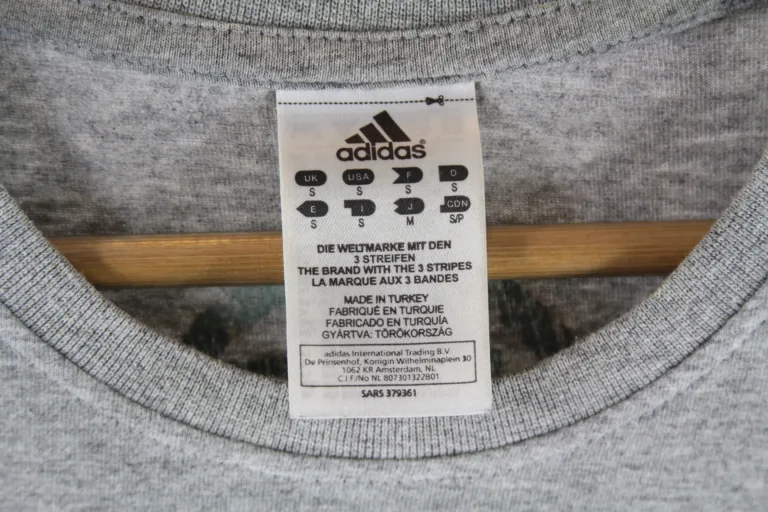 adidas®
UK USA F D
S S S S
E I J CDN
S S M S/P
DIE WELTMARKE MIT DEN
3 STREIFEN
THE BRAND WITH THE 3 STRIPES
LA MARQUE AUX 3 BANDES
MADE IN TURKEY
FABRIQUÉ EN TURQUIE
FABRICADO EN TURQUÍA
GYÁRTVA: TÖRÖKORSZÁG
adidas International Trading B.V.
De Prinsenhof, Konigin Wilhelminaplein 30
1062 KR Amsterdam, NL
C.I.F/No NL 807301322B01
SARS 379361